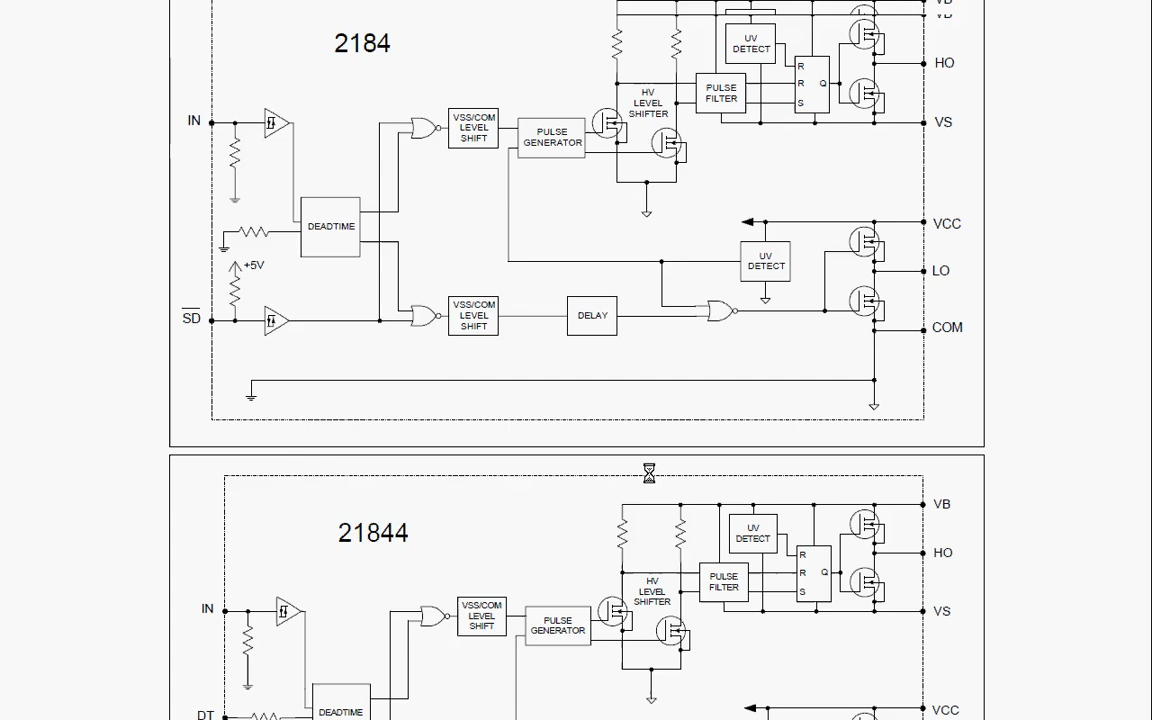 VB
VB
2184
UV
DETECT
HO
R
R
Q
S
PULSE
FILTER
HV
LEVEL
SHIFTER
IN
VSS/COM
LEVEL
SHIFT
PULSE
GENERATOR
VS
DEADTIME
VCC
+5V
UV
DETECT
LO
SD
VSS/COM
LEVEL
SHIFT
DELAY
COM
21844
VB
UV
DETECT
HO
R
R
Q
S
PULSE
FILTER
HV
LEVEL
SHIFTER
IN
VSS/COM
LEVEL
SHIFT
PULSE
GENERATOR
VS
DT
DEADTIME
VCC